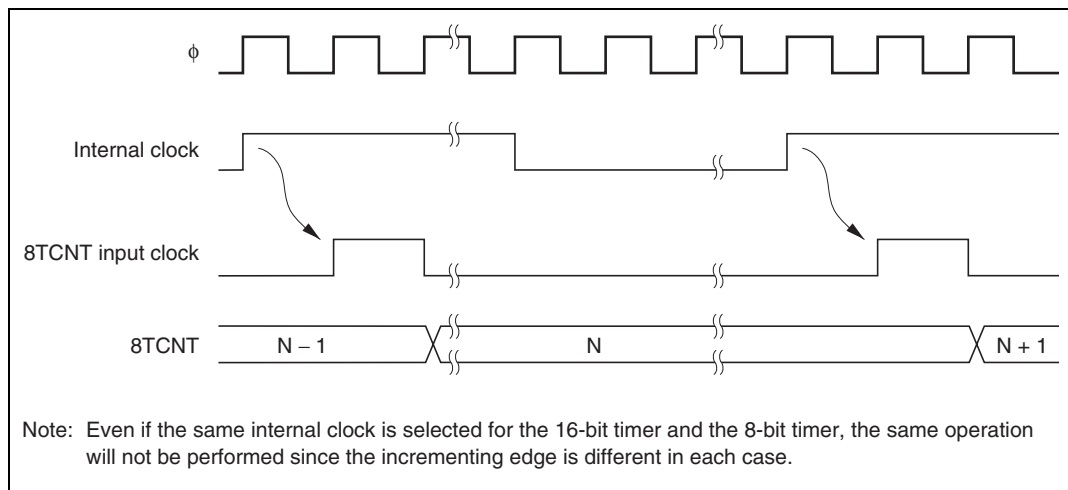 ϕ
Internal clock
8TCNT input clock
8TCNT
N – 1
N
N + 1
Note: Even if the same internal clock is selected for the 16-bit timer and the 8-bit timer, the same operation
will not be performed since the incrementing edge is different in each case.